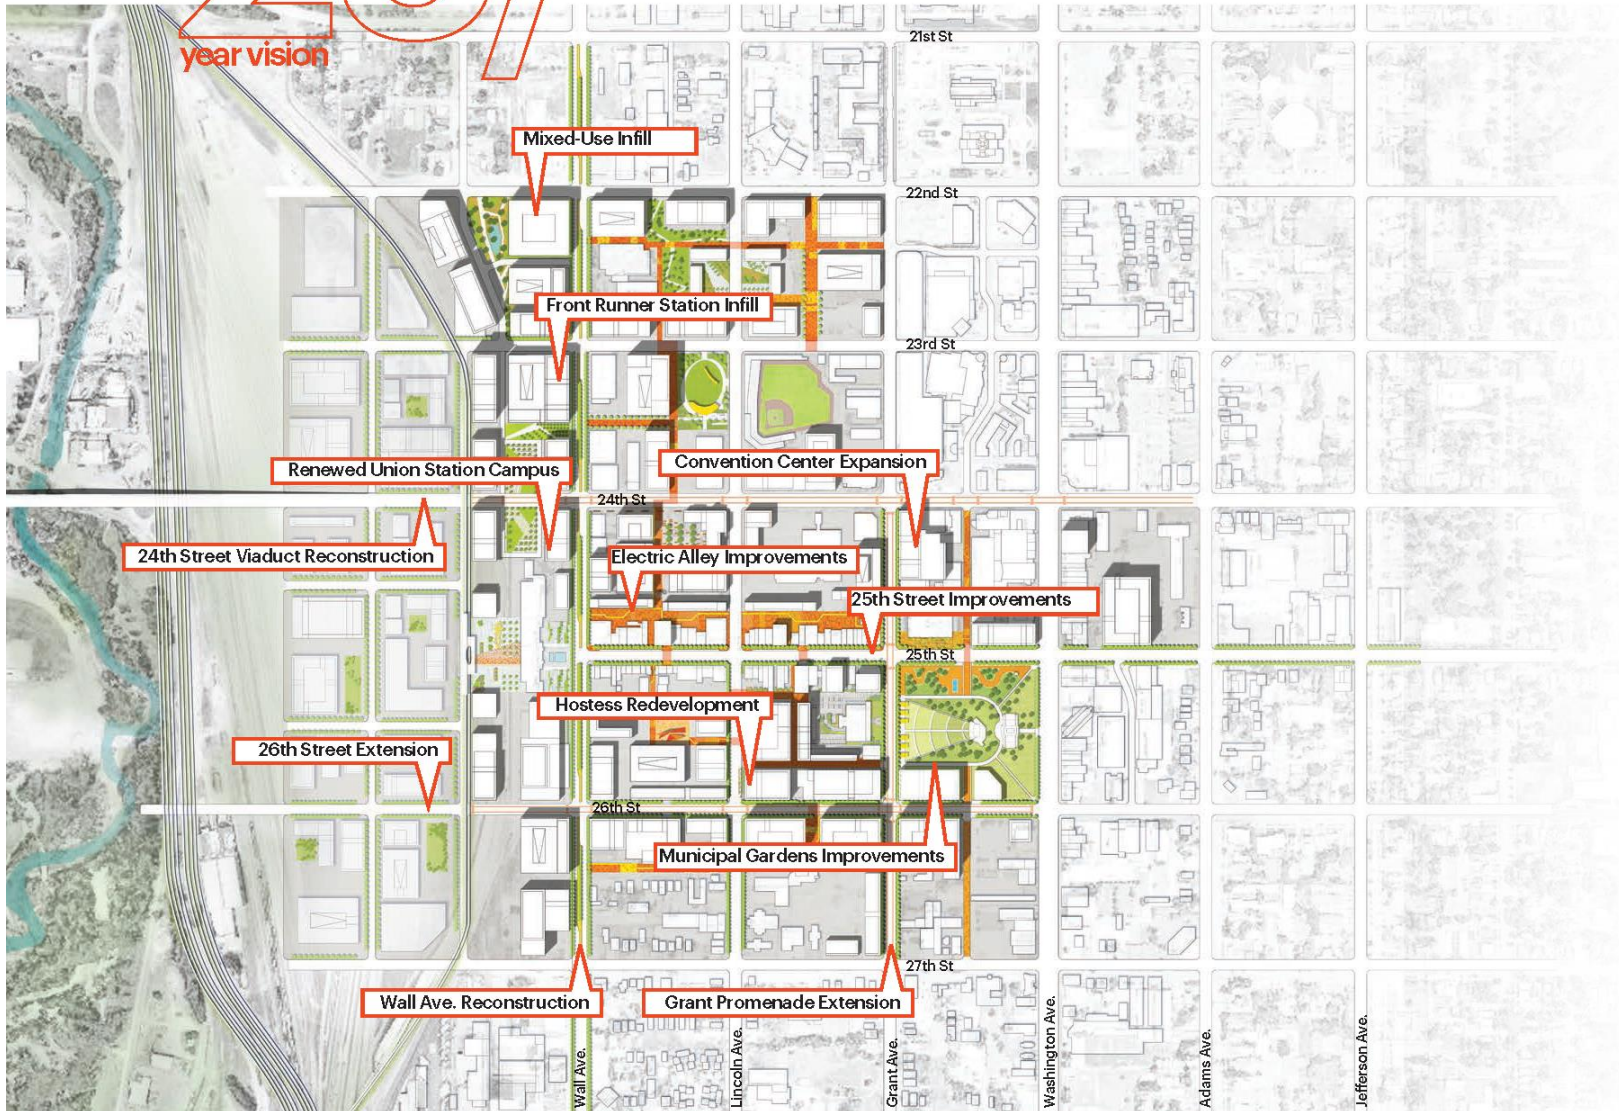 20+
year vision
21st St
Mixed-Use Infill
22nd St
Front Runner Station Infill
23rd St
Renewed Union Station Campus
Convention Center Expansion
24th St
24th Street Viaduct Reconstruction
Electric Alley Improvements
25th Street Improvements
25th St
Hostess Redevelopment
26th Street Extension
26th St
Municipal Gardens Improvements
27th St
Wall Ave. Reconstruction
Grant Promenade Extension
Wall Ave.
Lincoln Ave.
Grant Ave.
Washington Ave.
Adams Ave.
Jefferson Ave.